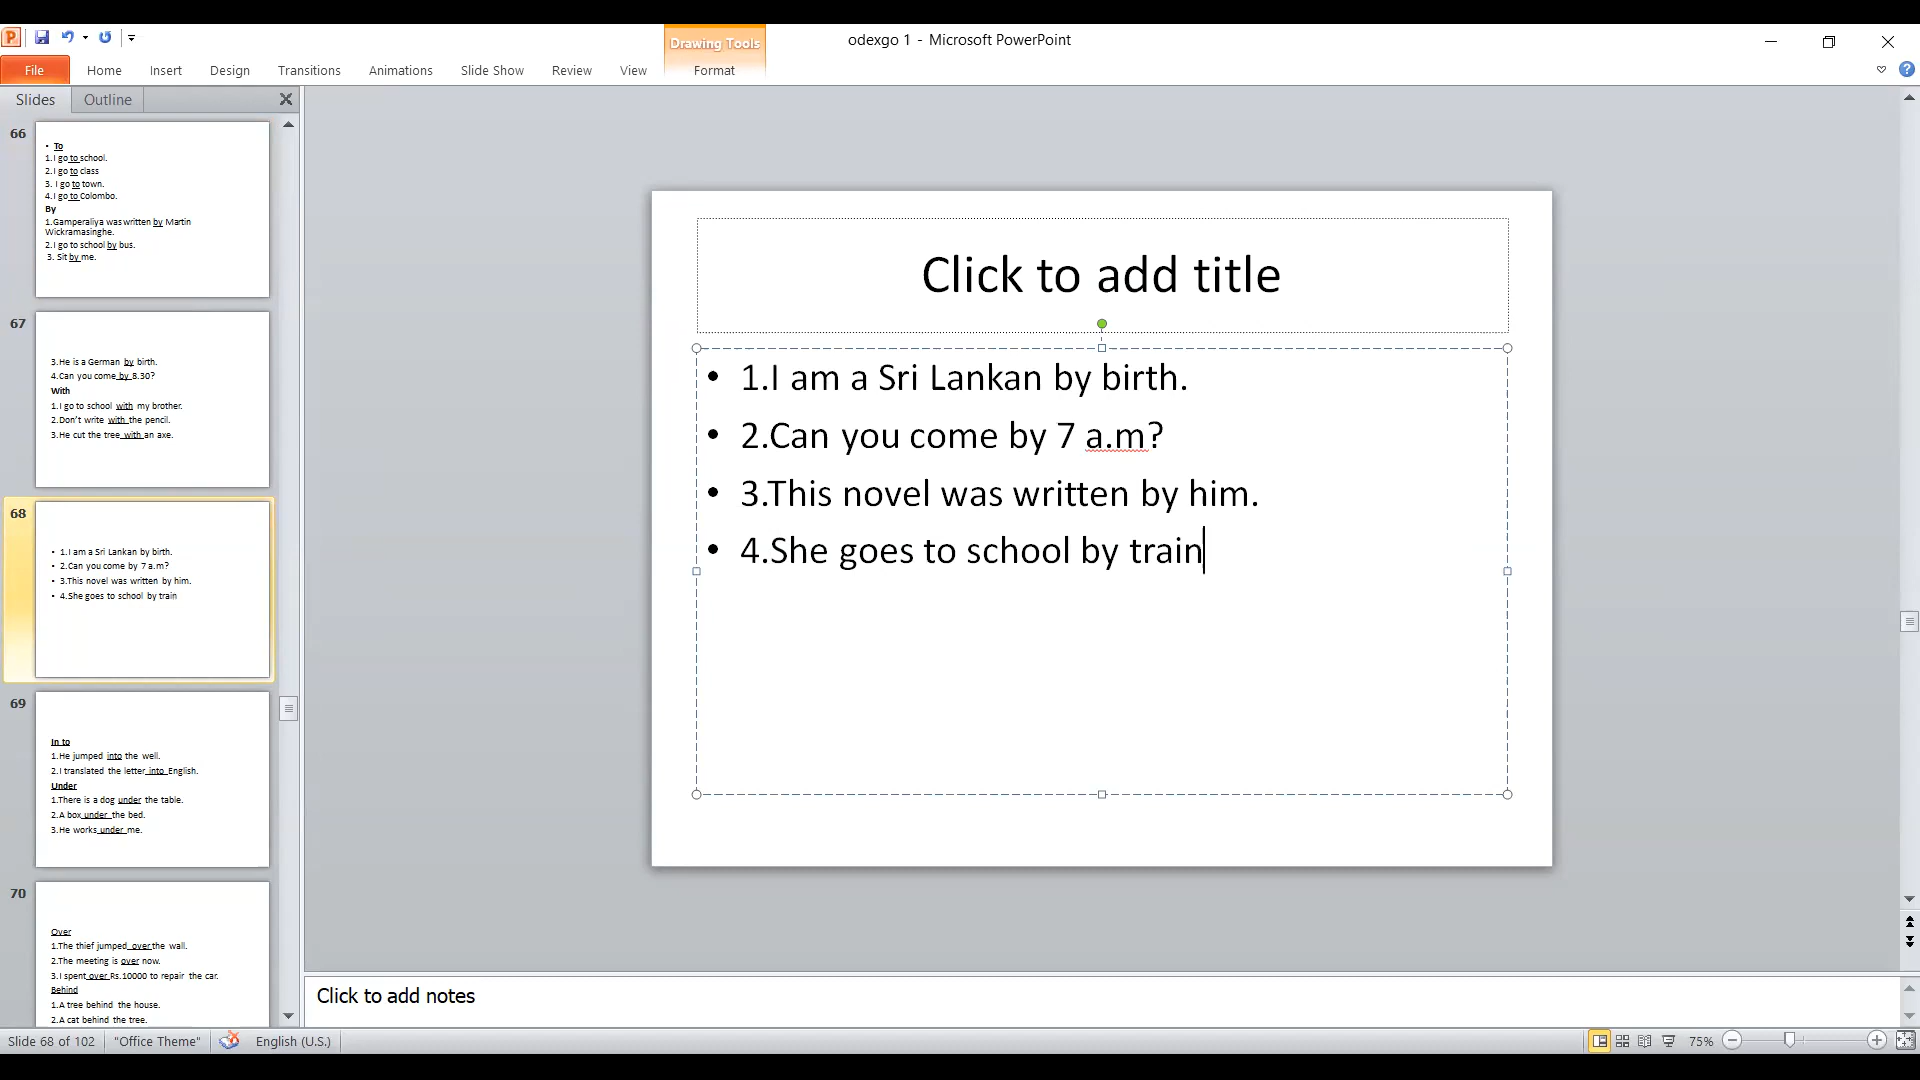 Drawing Tools
odexgo 1 - Microsoft PowerPoint
File Home Insert Design Transitions Animations Slide Show Review View Format
Slides Outline
66
• To
1.I go to school.
2.I go to class
3. I go to town.
4.I go to Colombo.
By
1.Gamperaliya was written by Martin
Wickramasinghe.
2.I go to school by bus.
3. Sit by me.
67
3.He is a German by birth.
4.Can you come by 8.30?
With
1.I go to school with my brother.
2.Don't write with the pencil.
3.He cut the tree with an axe.
68
• 1.I am a Sri Lankan by birth.
• 2.Can you come by 7 a.m?
• 3.This novel was written by him.
• 4.She goes to school by train
69
In to
1.He jumped into the well.
2.I translated the letter into English.
Under
1.There is a dog under the table.
2.A box under the bed.
3.He works under me.
70
Over
1.The thief jumped over the wall.
2.The meeting is over now.
3.I spent over Rs.10000 to repair the car.
Behind
1.A tree behind the house.
2.A cat behind the tree.
Click to add title
• 1.I am a Sri Lankan by birth.
• 2.Can you come by 7 a.m?
• 3.This novel was written by him.
• 4.She goes to school by train
Click to add notes
Slide 68 of 102 "Office Theme" English (U.S.) 75%